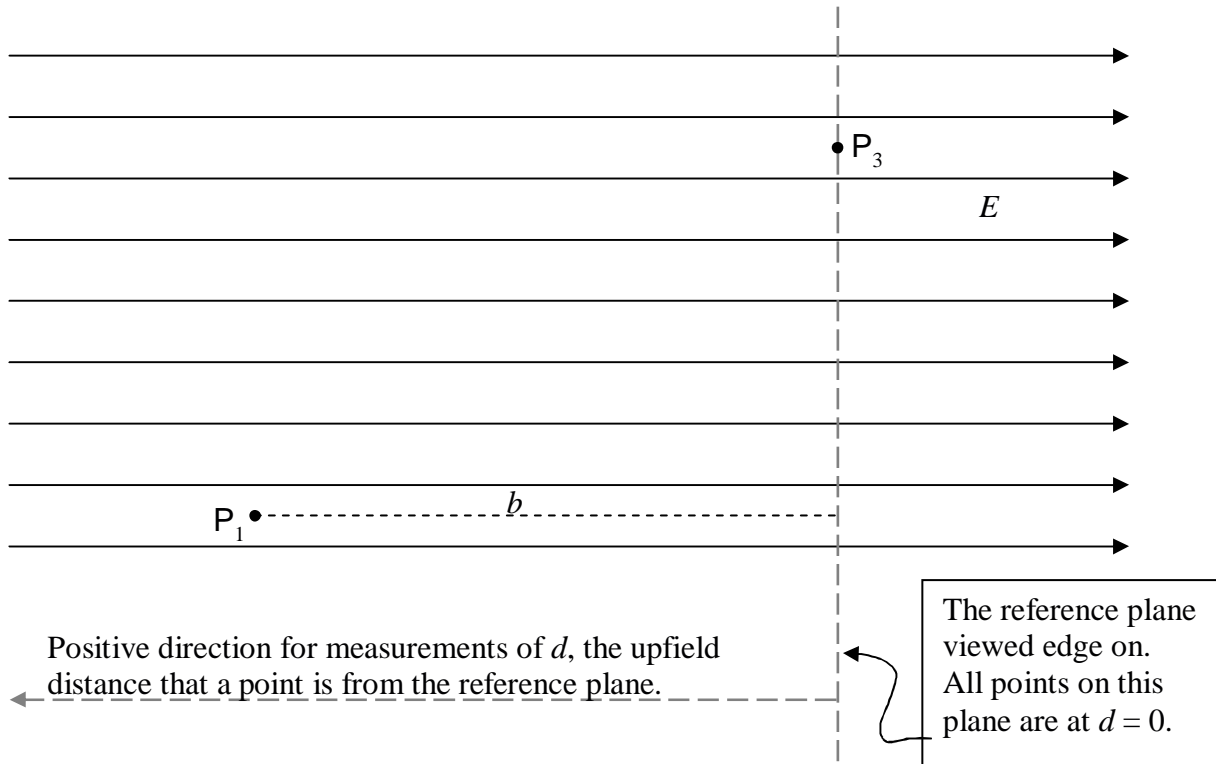 P3
E
b
P1
Positive direction for measurements of d, the upfield
distance that a point is from the reference plane.
The reference plane
viewed edge on.
All points on this
plane are at d = 0.